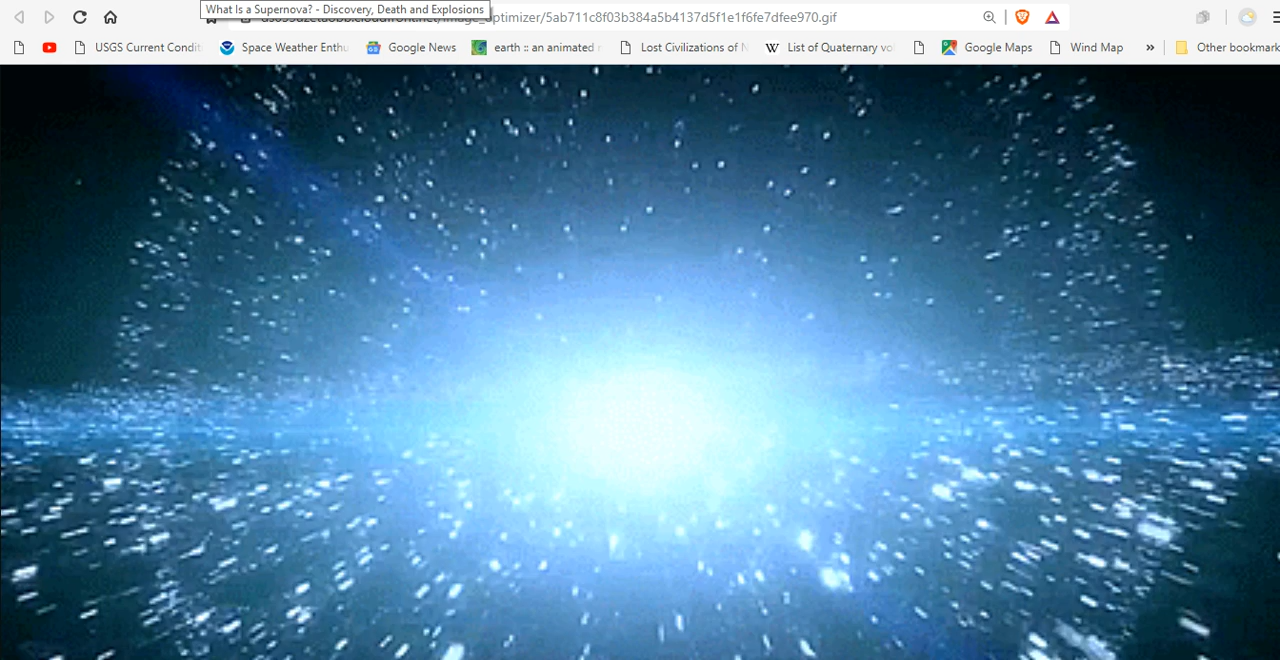 What Is a Supernova? - Discovery, Death and Explosions
optimizer/5ab711c8f03b384a5b4137d5f1e1f6fe7dfee970.gif
USGS Current Condit
Space Weather Enthu
Google News
earth :: an animated
Lost Civilizations of
List of Quaternary vo
Google Maps
Wind Map
»
Other bookmark